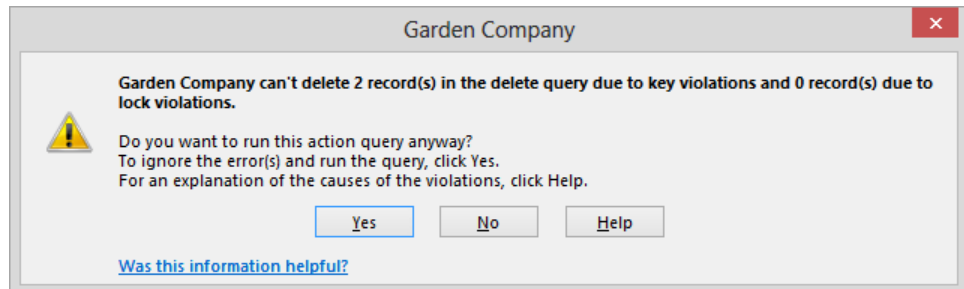 Garden Company
Garden Company can't delete 2 record(s) in the delete query due to key violations and 0 record(s) due to
lock violations.
Do you want to run this action query anyway?
To ignore the error(s) and run the query, click Yes.
For an explanation of the causes of the violations, click Help.
Yes No Help
Was this information helpful?